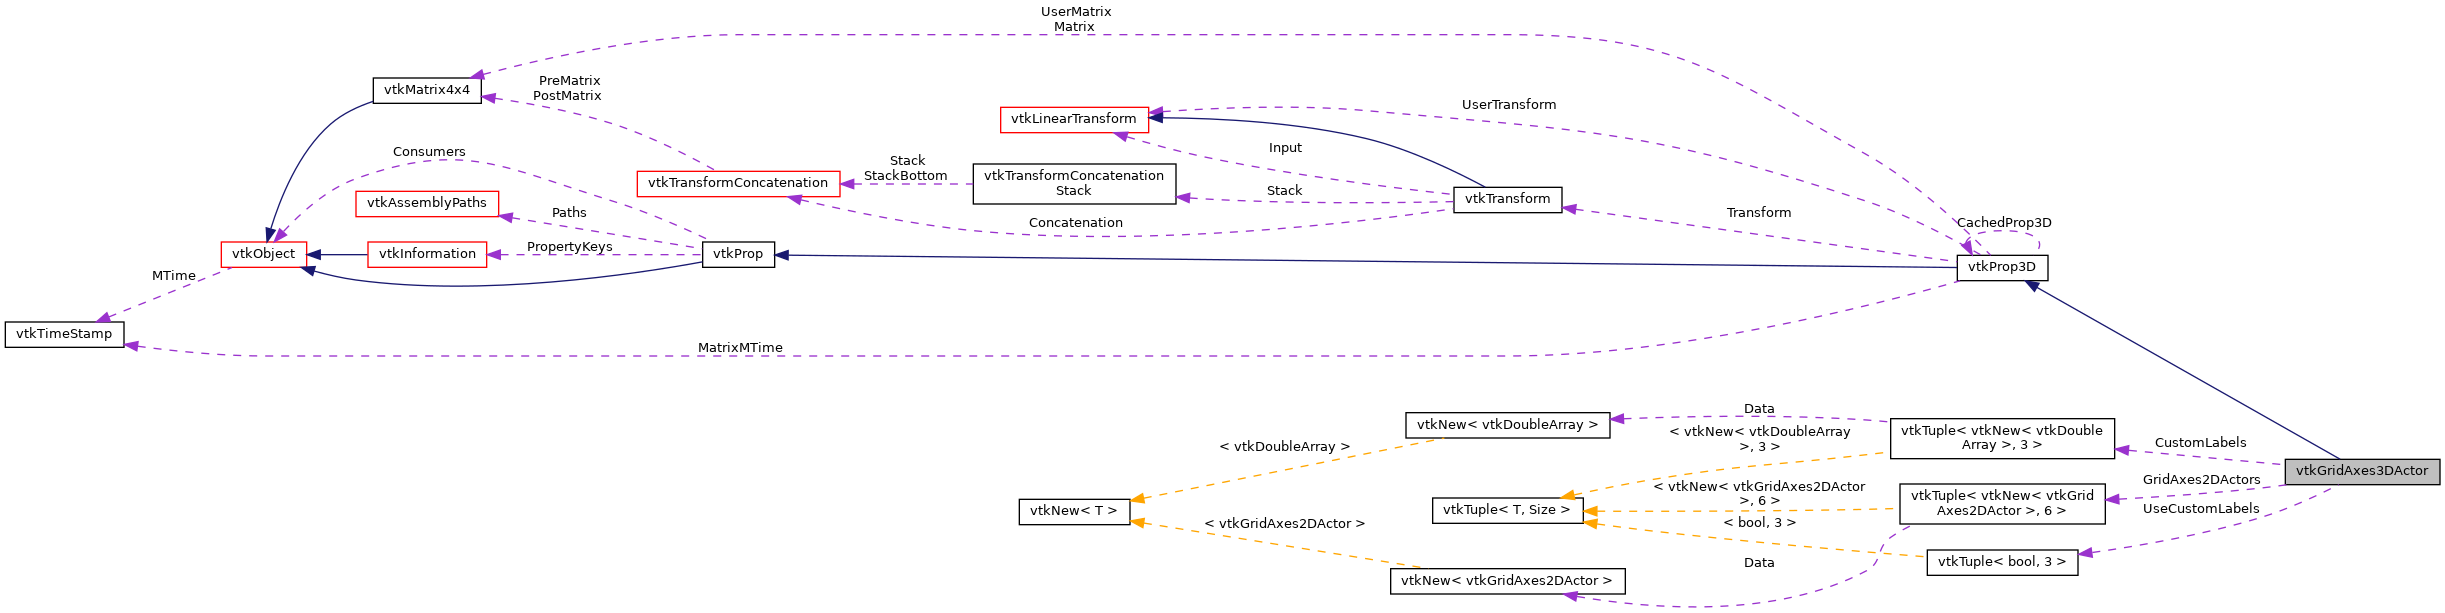 UserMatrix
Matrix
vtkMatrix4x4
PreMatrix
PostMatrix
vtkLinearTransform
UserTransform
Input
Consumers
Stack
StackBottom
vtkTransformConcatenation
vtkTransformConcatenation
Stack
Stack
vtkTransform
vtkAssemblyPaths
Paths
Concatenation
Transform
CachedProp3D
vtkObject
vtkInformation
PropertyKeys
vtkProp
vtkProp3D
MTime
vtkTimeStamp
MatrixMTime
vtkNew< vtkDoubleArray >
Data
< vtkNew< vtkDoubleArray
>, 3 >
vtkTuple< vtkNew< vtkDouble
Array >, 3 >
CustomLabels
< vtkDoubleArray >
vtkGridAxes3DActor
GridAxes2DActors
< vtkNew< vtkGridAxes2DActor
>, 6 >
vtkTuple< vtkNew< vtkGrid
Axes2DActor >, 6 >
UseCustomLabels
vtkNew< T >
vtkTuple< T, Size >
< vtkGridAxes2DActor >
< bool, 3 >
vtkTuple< bool, 3 >
Data
vtkNew< vtkGridAxes2DActor >